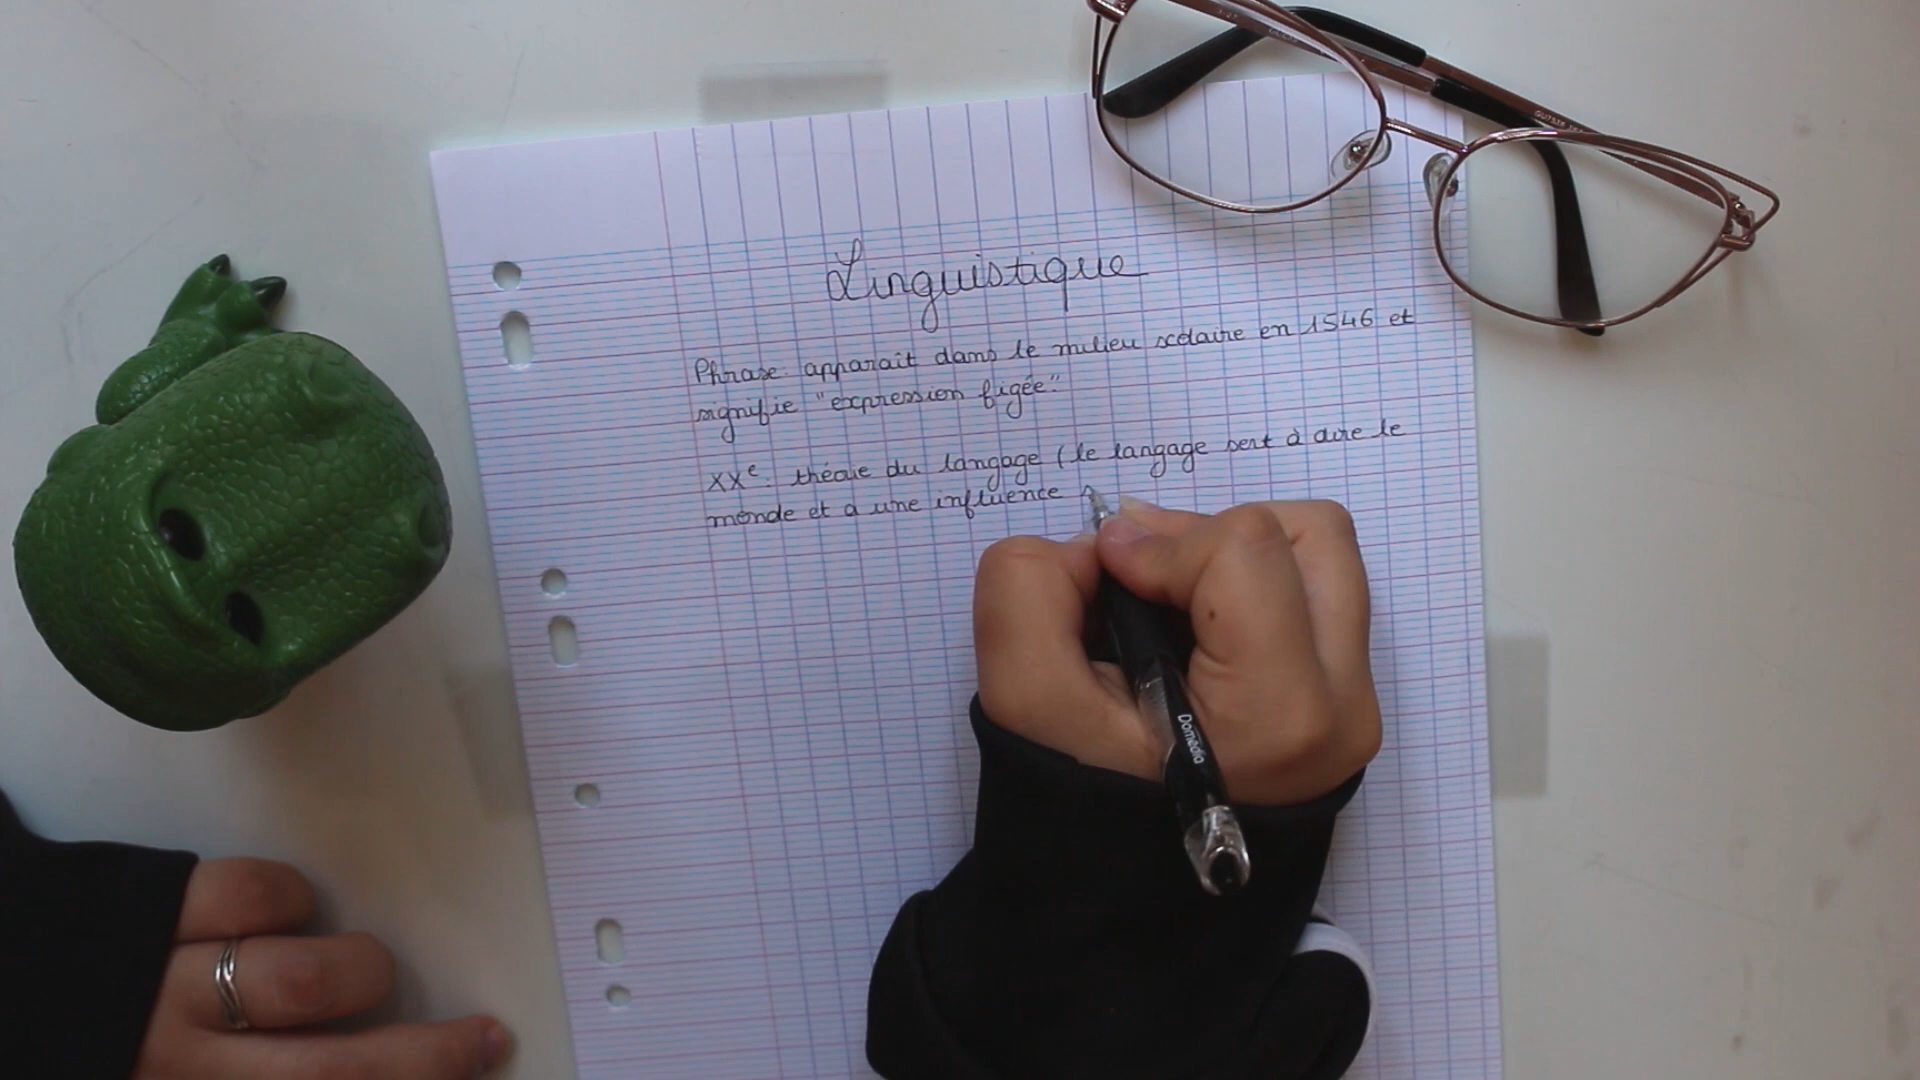 Linguistique
Phrase: apparait dans le milieu scolaire en 1546 et
signifie "expression figée".
XXe: théorie du langage (le langage sert à dire le
monde et a une influence s
Domedia